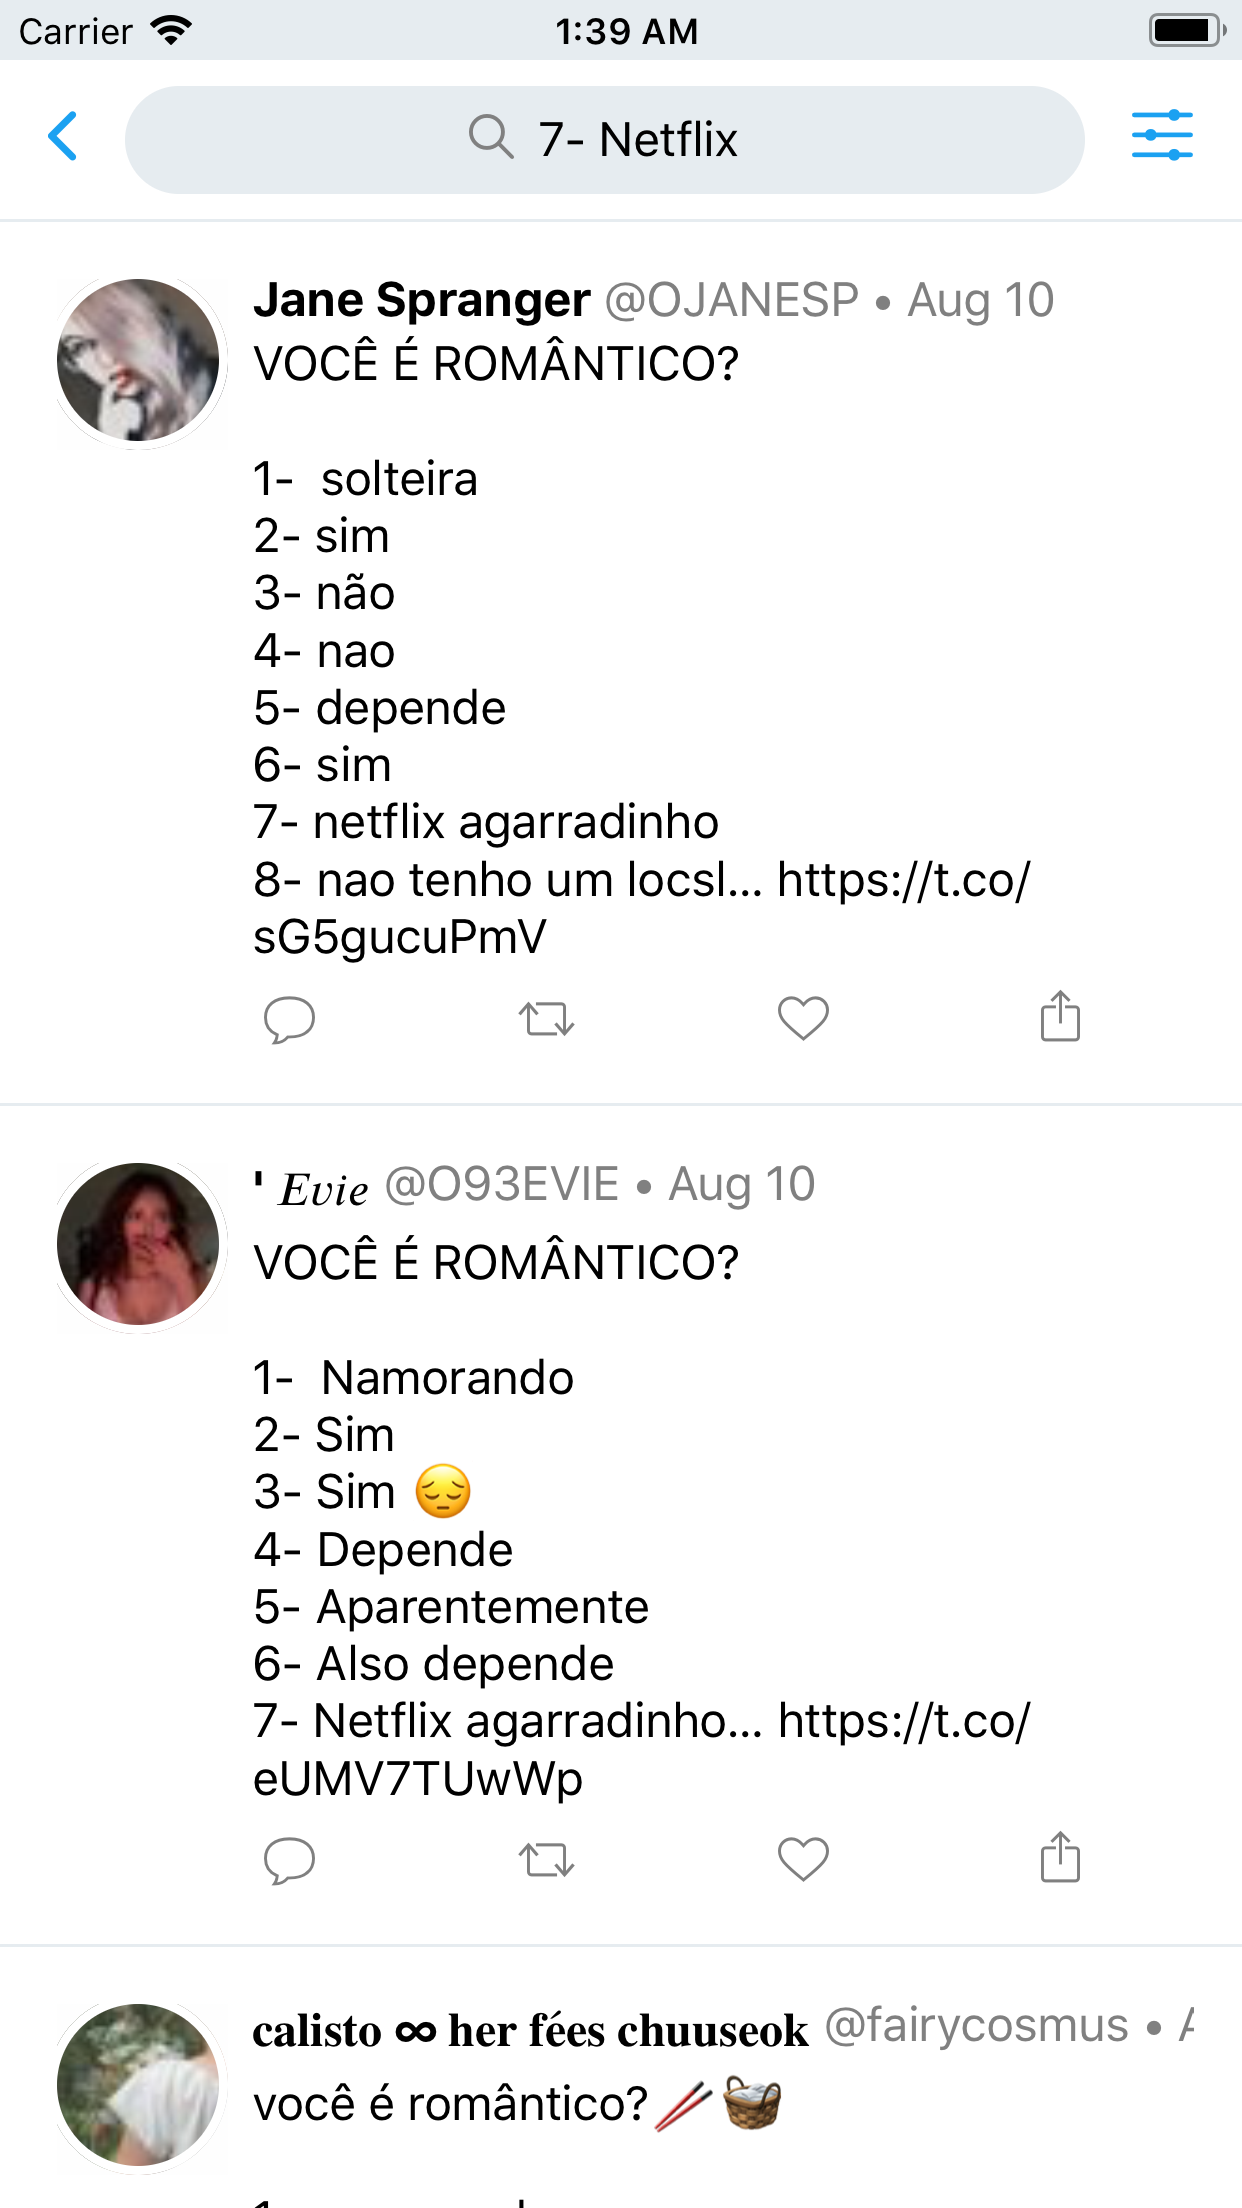 Carrier 1:39 AM
7- Netflix
Jane Spranger @OJANESP • Aug 10
VOCÊ É ROMÂNTICO?
1-  solteira
2- sim
3- não
4- nao
5- depende
6- sim
7- netflix agarradinho
8- nao tenho um locsl... https://t.co/
sG5gucuPmV
' 𝐸𝑣𝑖𝑒 @O93EVIE • Aug 10
VOCÊ É ROMÂNTICO?
1-  Namorando
2- Sim
3- Sim 😔
4- Depende
5- Aparentemente
6- Also depende
7- Netflix agarradinho... https://t.co/
eUMV7TUwWp
calisto ∞ her fées chuuseok @fairycosmus •
você é romântico?🥢🧺